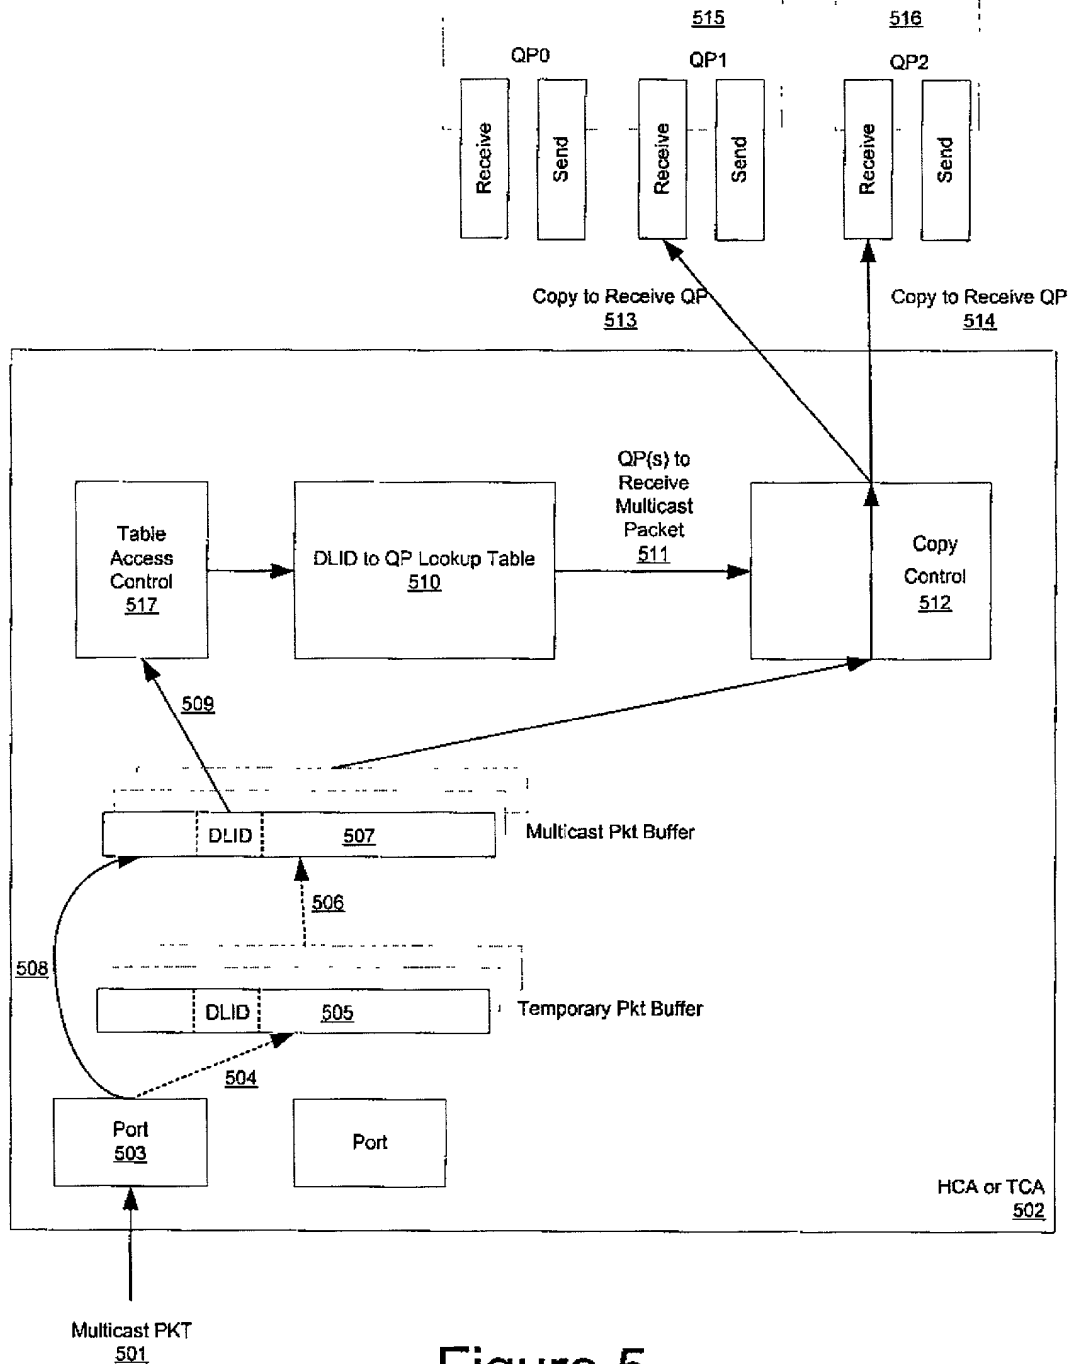 515
516
QP0
QP1
QP2
Receive
Send
Receive
Send
Receive
Send
Copy to Receive QP
513
Copy to Receive QP
514
QP(s) to
Receive
Multicast
Packet
511
Table
Access
Control
517
DLID to QP Lookup Table
510
Copy
Control
512
509
DLID
507
Multicast Pkt Buffer
506
508
DLID
505
Temporary Pkt Buffer
504
Port
503
Port
HCA or TCA
502
Multicast PKT
501
Figure 5